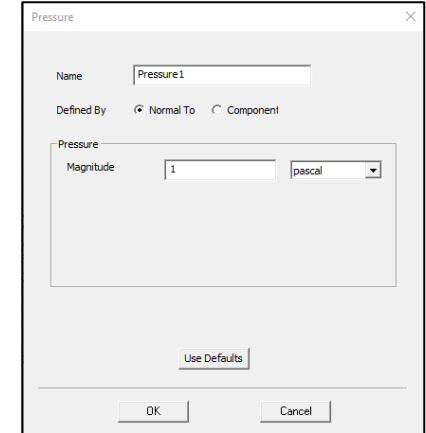 Pressure
Name Pressure1
Defined By Normal To Component
Pressure
Magnitude 1 pascal
Use Defaults
OK Cancel